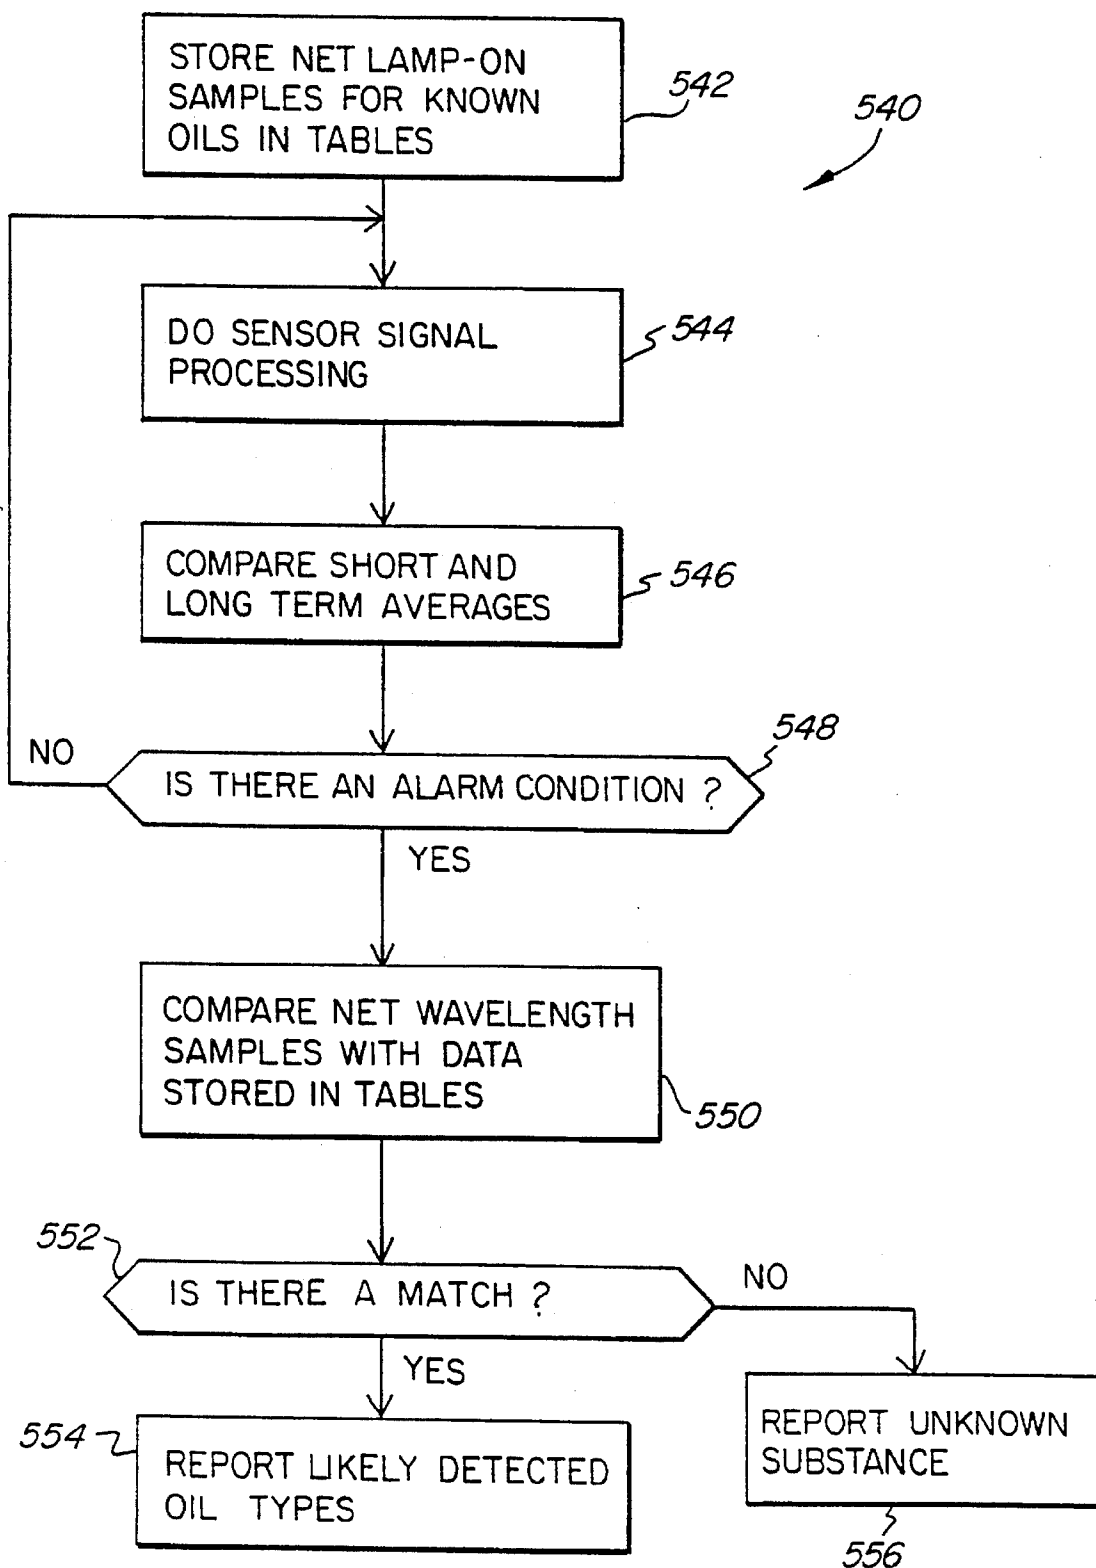 STORE NET LAMP-ON
SAMPLES FOR KNOWN
OILS IN TABLES
542
540
DO SENSOR SIGNAL
PROCESSING
544
COMPARE SHORT AND
LONG TERM AVERAGES
546
548
NO
IS THERE AN ALARM CONDITION ?
YES
COMPARE NET WAVELENGTH
SAMPLES WITH DATA
STORED IN TABLES
550
552
IS THERE A MATCH ?
NO
YES
554
REPORT LIKELY DETECTED
OIL TYPES
REPORT UNKNOWN
SUBSTANCE
556